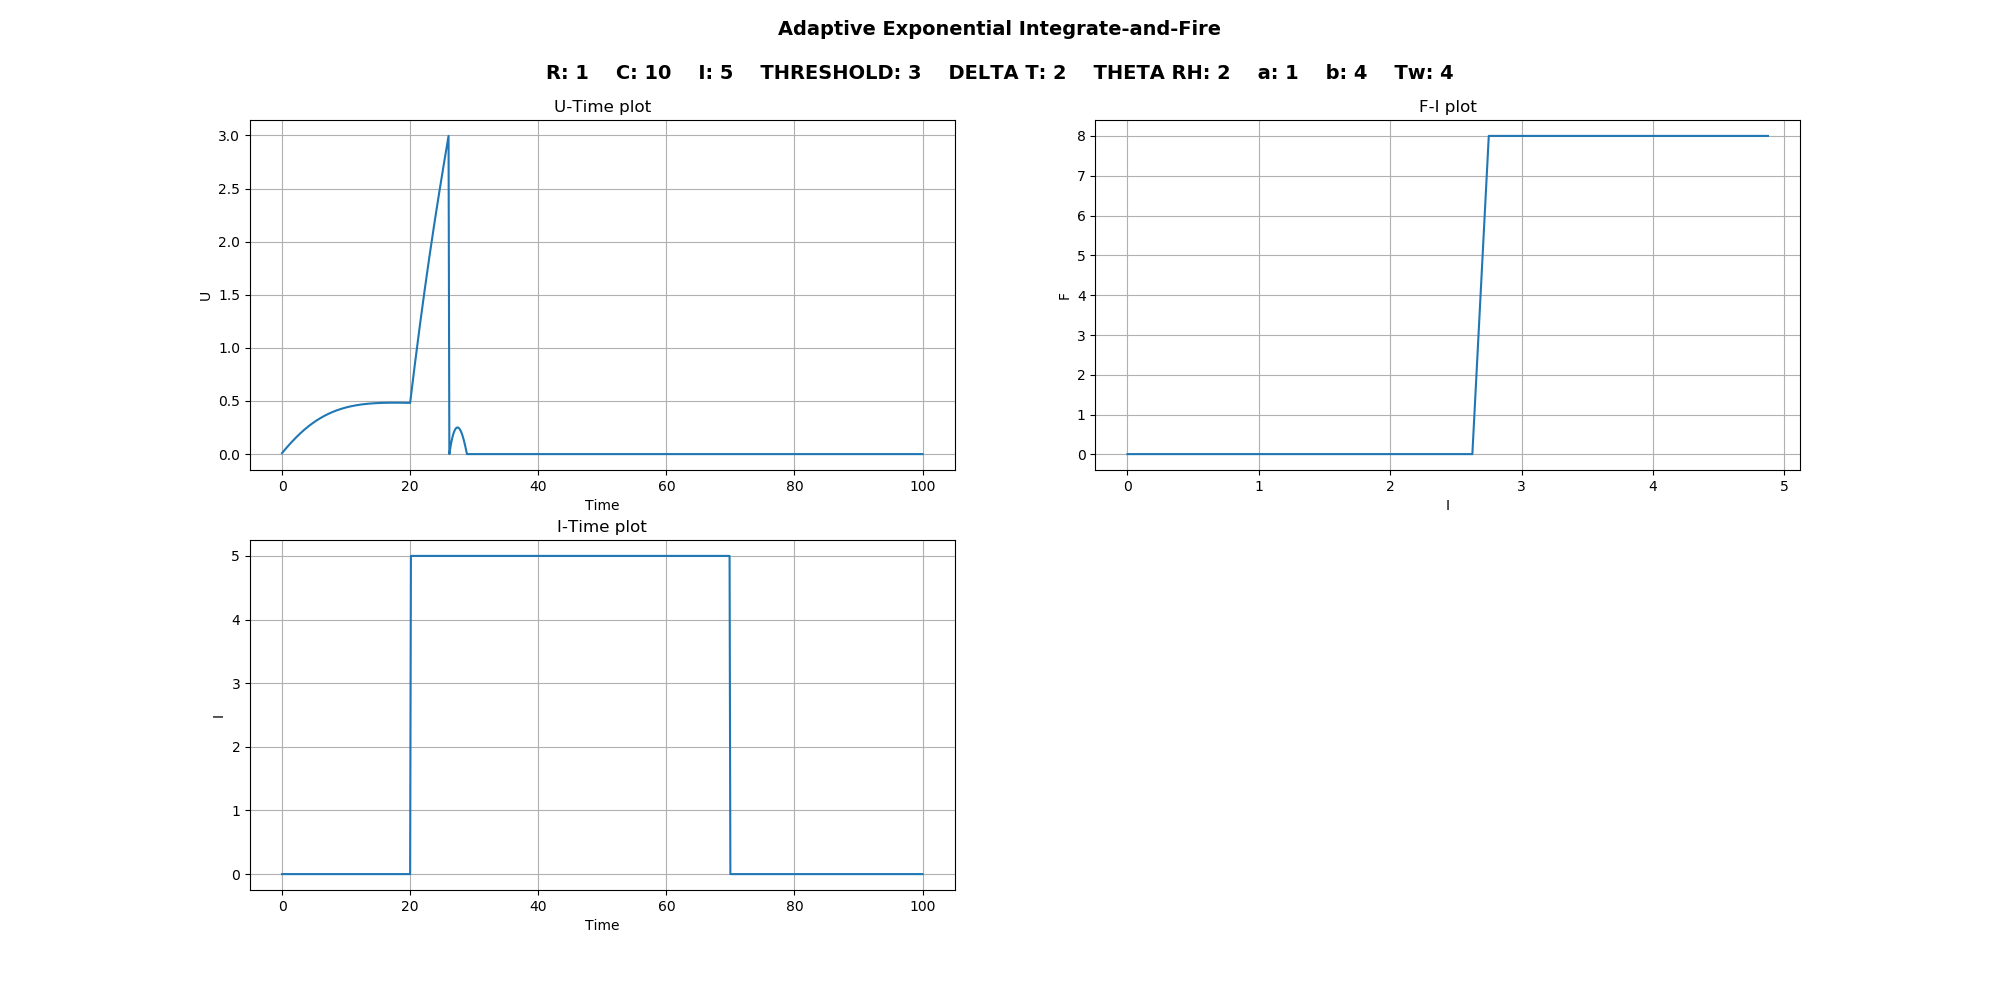 Adaptive Exponential Integrate-and-Fire
R: 1 C: 10 I: 5 THRESHOLD: 3 DELTA T: 2 THETA RH: 2 a: 1 b: 4 Tw: 4
U-Time plot
3.0
2.5
2.0
1.5
1.0
0.5
0.0
U
0 20 40 60 80 100
Time
F-I plot
8
7
6
5
4
3
2
1
0
F
0 1 2 3 4 5
I
I-Time plot
5
4
3
2
1
0
I
0 20 40 60 80 100
Time